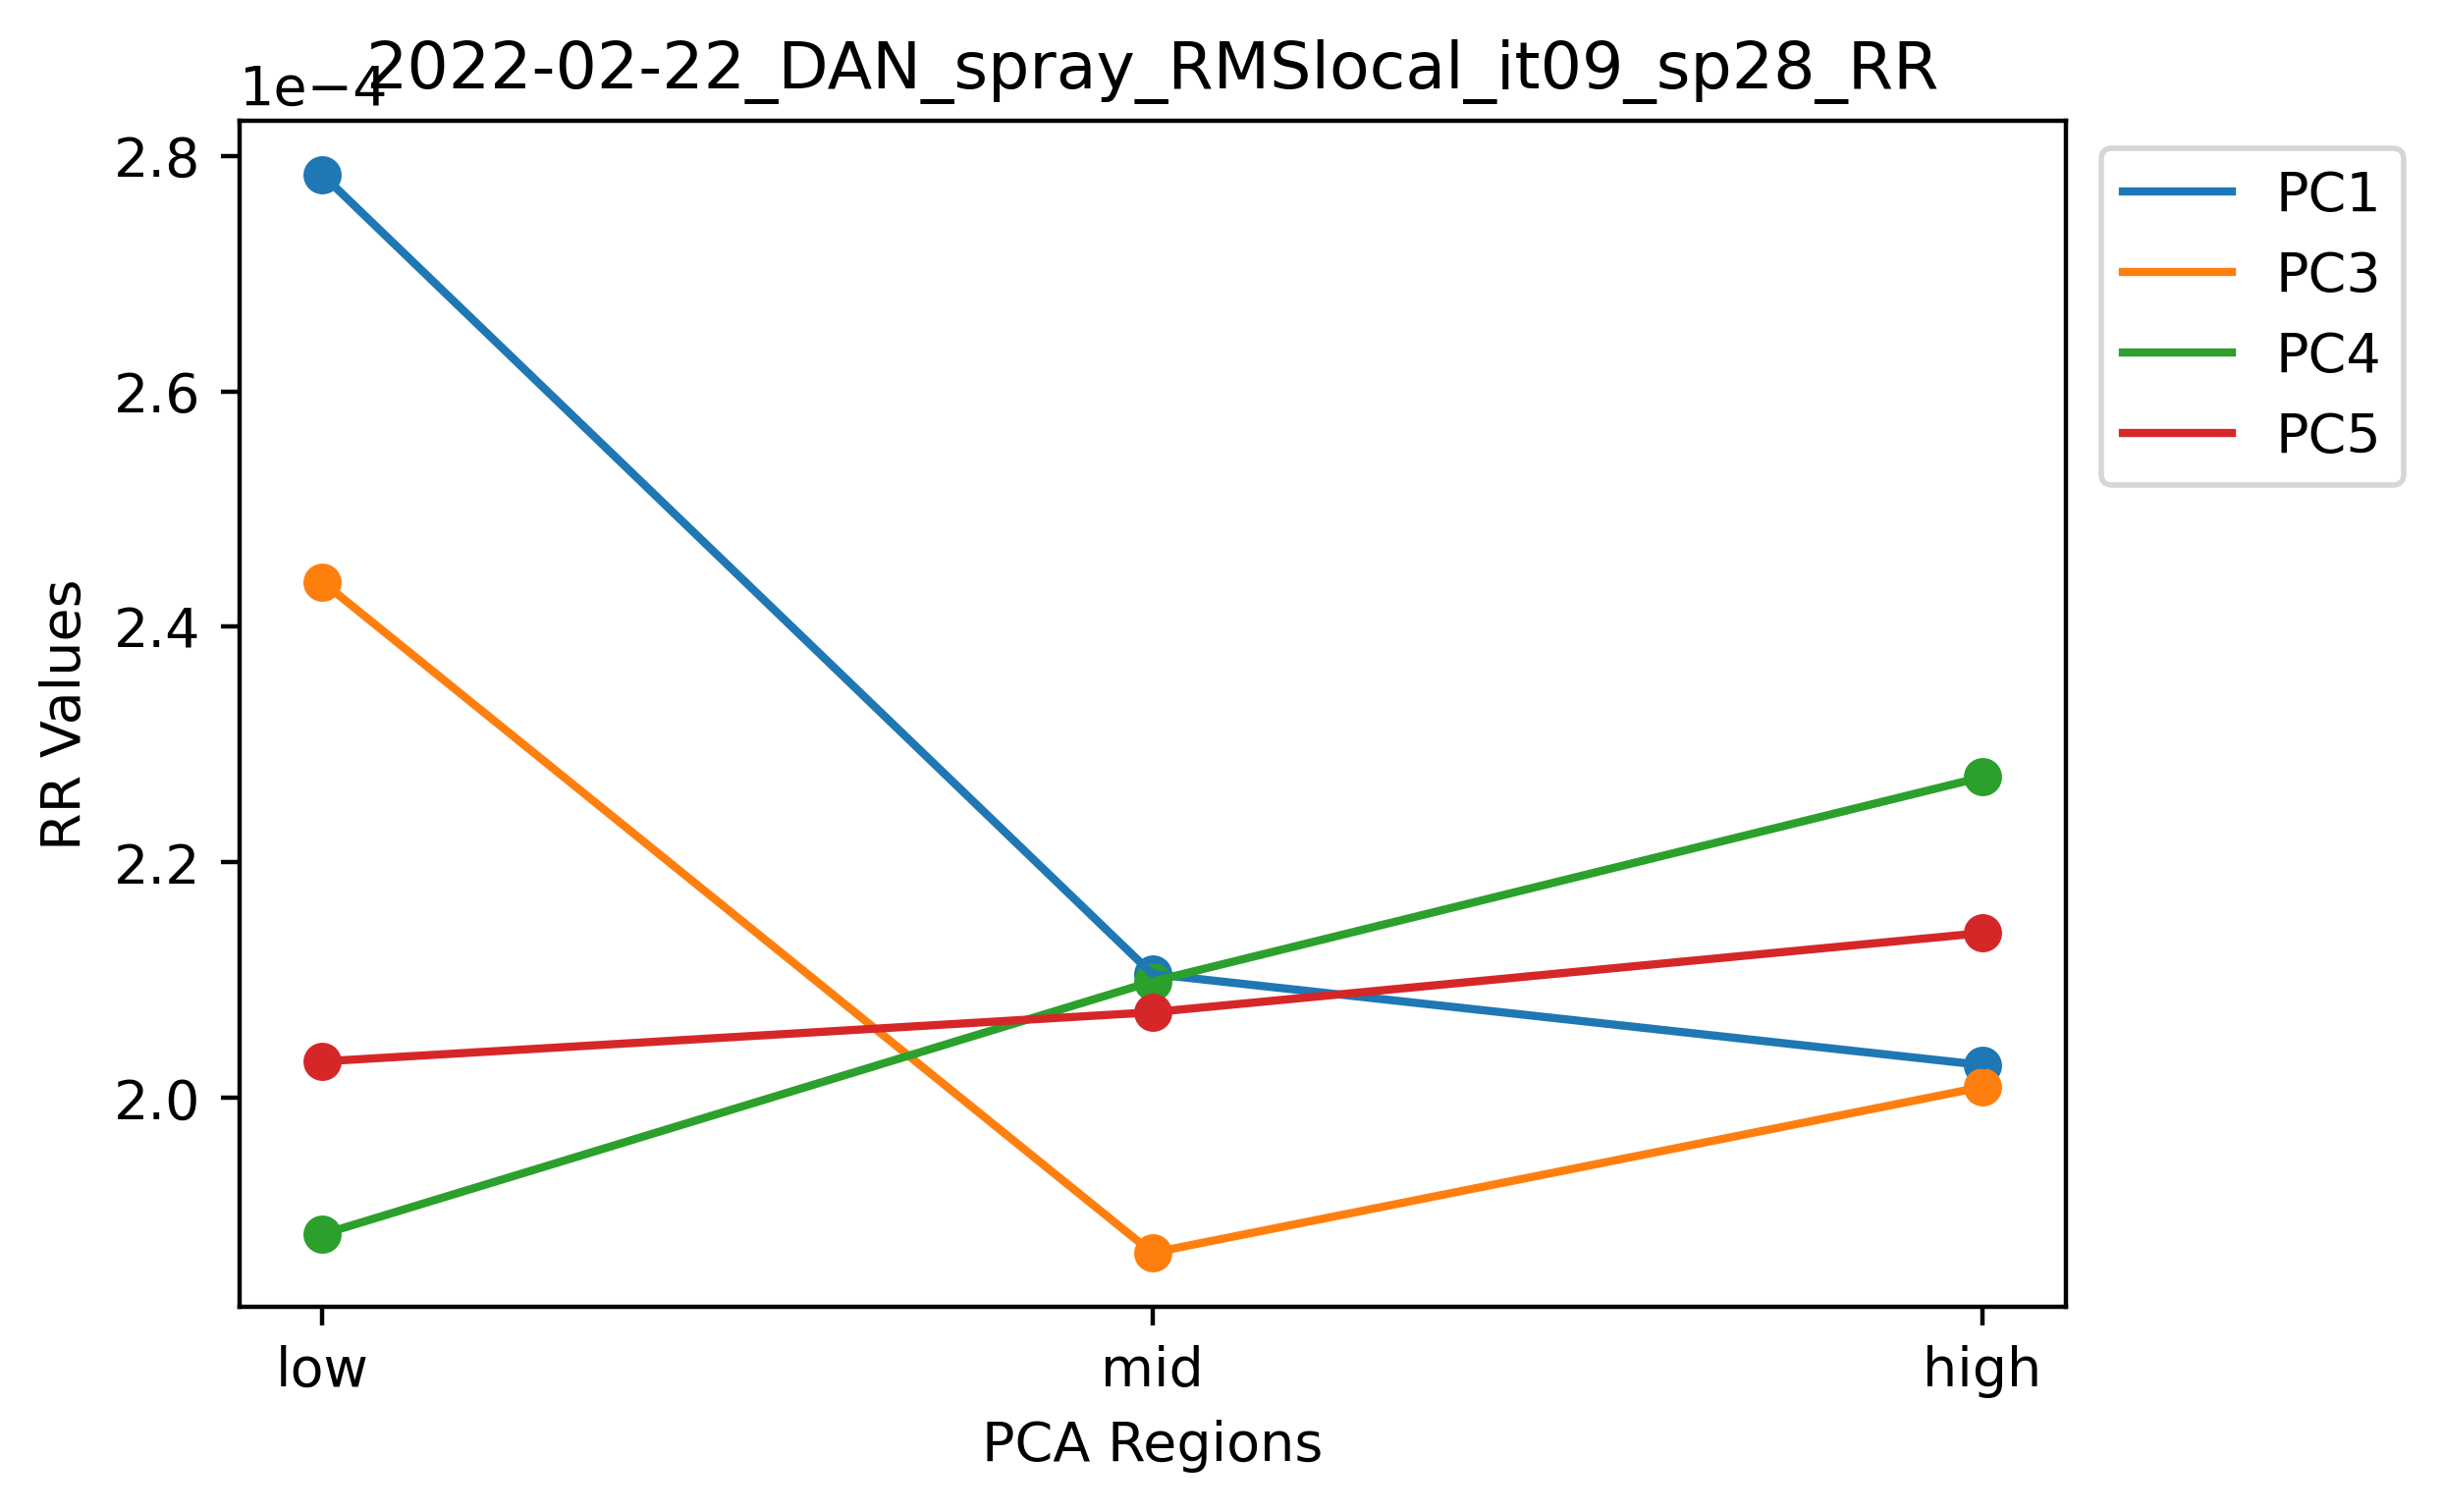 1e−4
2022-02-22_DAN_spray_RMSlocal_it09_sp28_RR
2.8
2.6
2.4
2.2
2.0
RR Values
low
mid
high
PCA Regions
PC1
PC3
PC4
PC5